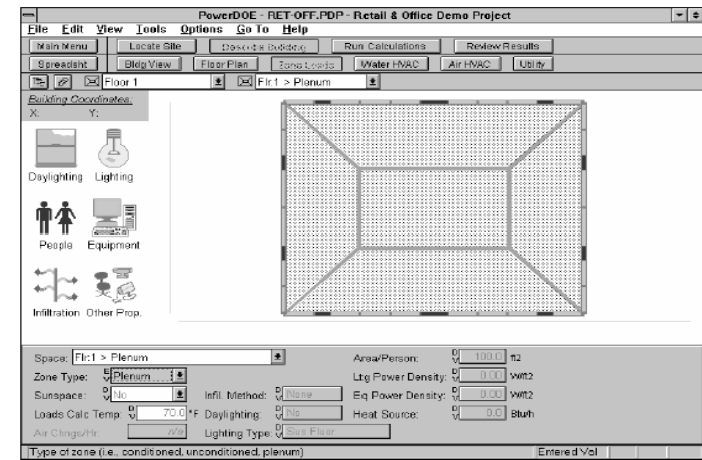 PowerDOE - RET-OFF.PDP - Retail & Office Demo Project
File Edit View Tools Options Go To Help
Main Menu Locate Site Describe Building Run Calculations Review Results
Spreadsht Bldg View Floor Plan Zone Loads Water HVAC Air HVAC Utility
Floor 1 Flr:1 > Plenum
Building Coordinates:
X: Y:
Daylighting Lighting
People Equipment
Infiltration Other Prop.
Space: Flr:1 > Plenum Area/Person: D 100.0 ft2
Zone Type: E Plenum Ltg Power Density: D 0.00 W/ft2
Sunspace: D No Infil. Method: D None Eq Power Density: D 0.00 W/ft2
Loads Calc Temp: D 70.0 °F Daylighting: D No Heat Source: D 0.0 Btu/h
Air Chngs/Hr: n/a Lighting Type: D Sus Fluor
Type of zone (i.e., conditioned, unconditioned, plenum) Entered Val